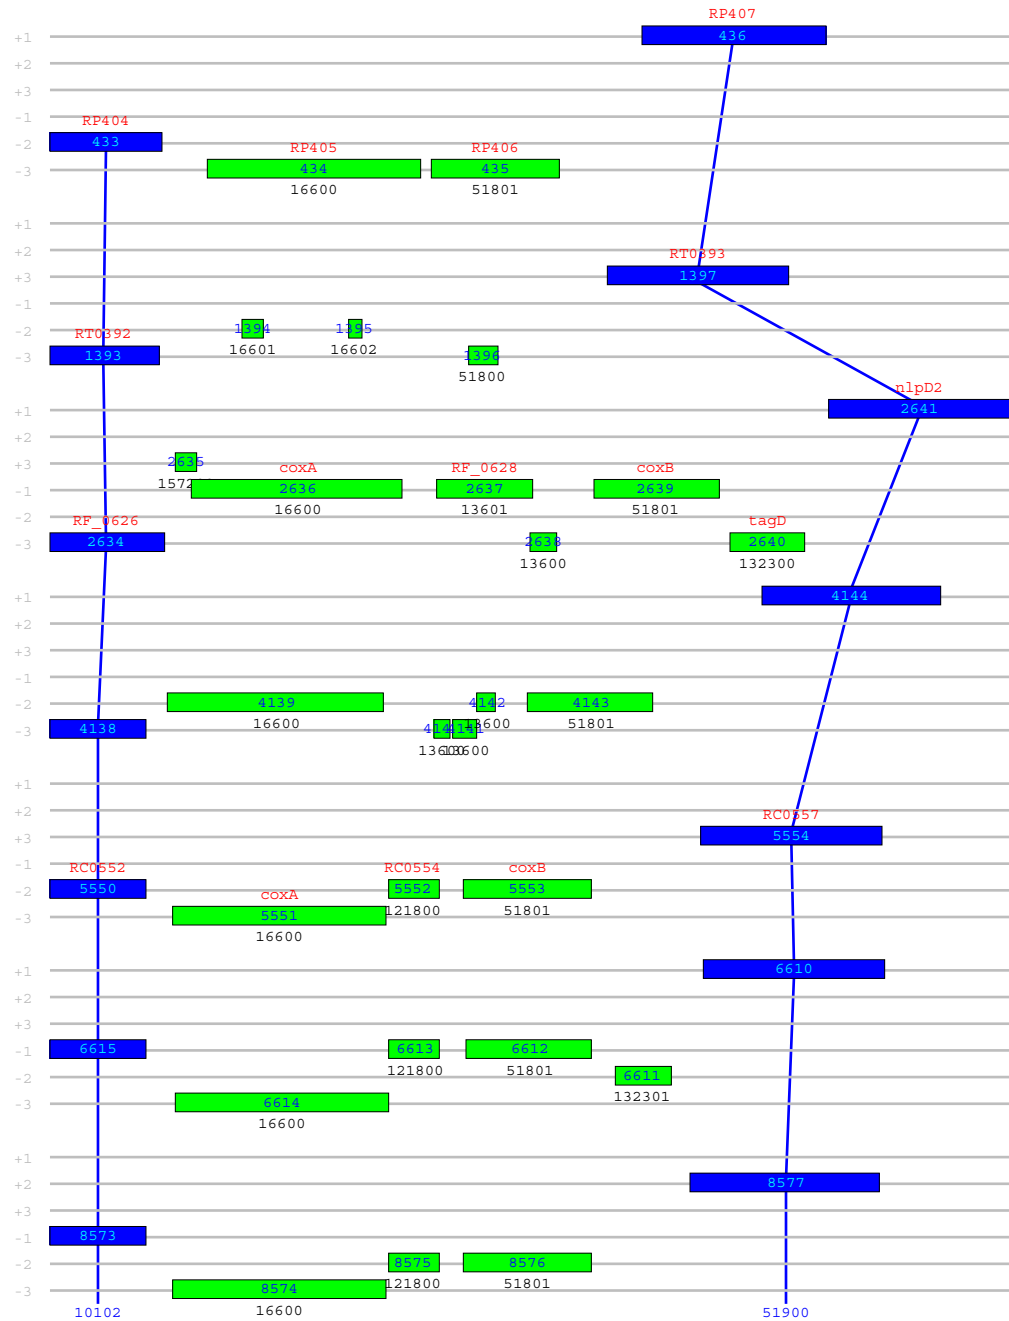 RP407
+1 436
+2
+3
-1
RP404
-2 433
RP405 RP406
-3 434 435
16600 51801
+1
+2
RT0393
+3 1397
-1
-2 1394 1395
RT0392 16601 16602
-3 1393 1396
51800
nlpD2
+1 2641
+2
+3 2635
coxA RF_0628 coxB
-1 2636 2637 2639
16600 13601 51801
-2
RF_0626 tagD
-3 2634 2638 2640
13600 132300
+1 4144
+2
+3
-1
-2 4139 4142 4143
16600 13600 51801
-3 4138 4141
13600 13600
+1
+2
RC0557
+3 5554
-1
RC0552 RC0554 coxB
-2 5550 5552 5553
coxA 121800 51801
-3 5551
16600
+1 6610
+2
+3
-1 6615 6613 6612
121800 51801
-2 6611
132301
-3 6614
16600
+1
+2 8577
+3
-1 8573
-2 8575 8576
121800 51801
-3 8574
16600
10102 51900